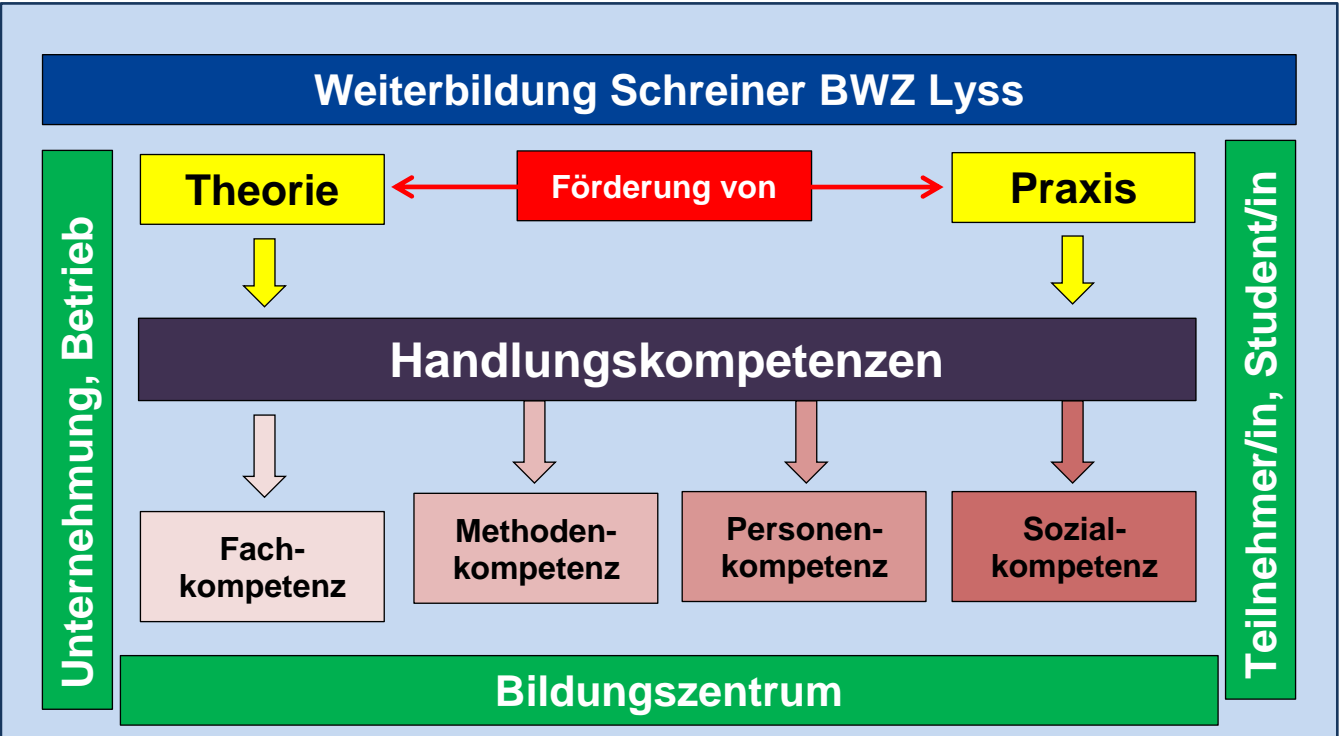 Weiterbildung Schreiner BWZ Lyss
Unternehmung, Betrieb
Theorie
Förderung von
Praxis
Teilnehmer/in, Student/in
Handlungskompetenzen
Fach-
kompetenz
Methoden-
kompetenz
Personen-
kompetenz
Sozial-
kompetenz
Bildungszentrum